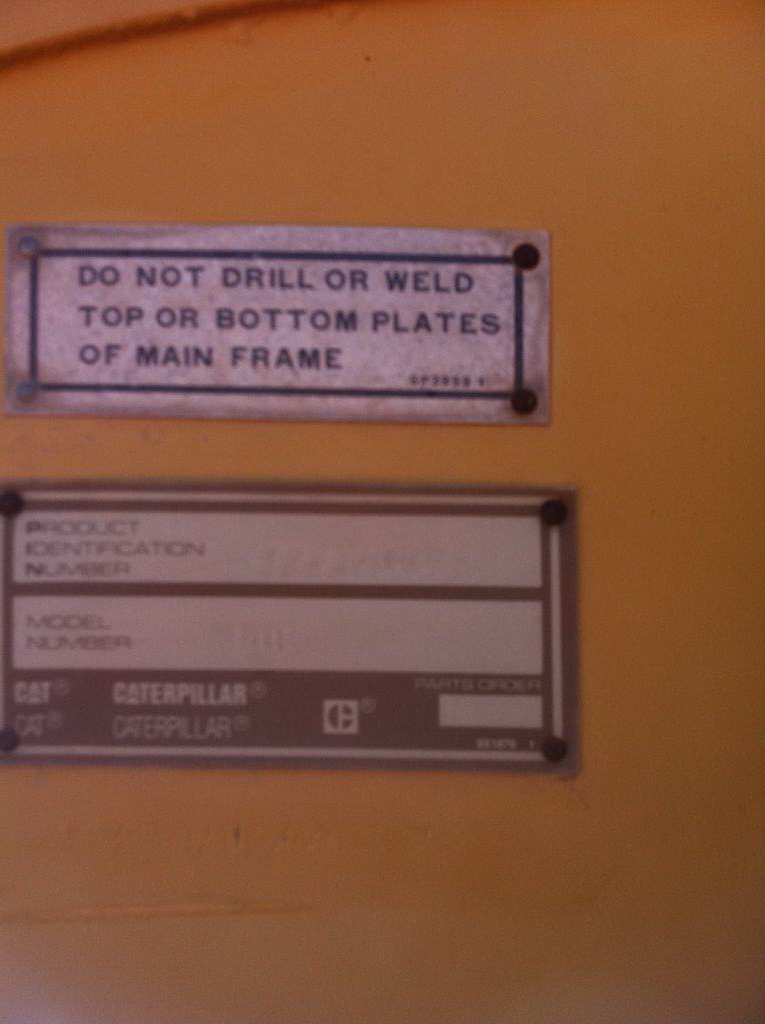 DO NOT DRILL OR WELD
TOP OR BOTTOM PLATES
OF MAIN FRAME
PRODUCT
IDENTIFICATION
NUMBER
MODEL
NUMBER
CAT® CATERPILLAR®
CAT® CATERPILLAR® C®
PARTS ORDER